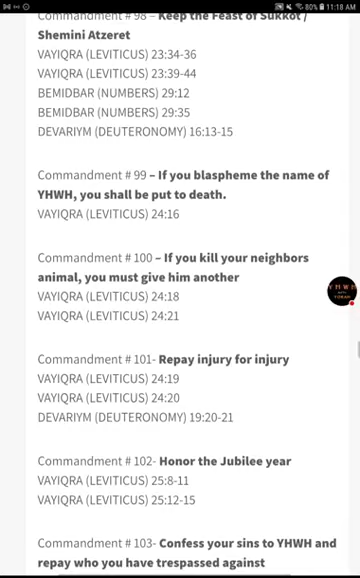 80% 11:18 AM
Commandment # 98 – Keep the Feast of Sukkot /
Shemini Atzeret
VAYIQRA (LEVITICUS) 23:34-36
VAYIQRA (LEVITICUS) 23:39-44
BEMIDBAR (NUMBERS) 29:12
BEMIDBAR (NUMBERS) 29:35
DEVARIYM (DEUTERONOMY) 16:13-15
Commandment # 99 – If you blaspheme the name of
YHWH, you shall be put to death.
VAYIQRA (LEVITICUS) 24:16
Commandment # 100 – If you kill your neighbors
animal, you must give him another
VAYIQRA (LEVITICUS) 24:18
VAYIQRA (LEVITICUS) 24:21
Commandment # 101- Repay injury for injury
VAYIQRA (LEVITICUS) 24:19
VAYIQRA (LEVITICUS) 24:20
DEVARIYM (DEUTERONOMY) 19:20-21
Commandment # 102- Honor the Jubilee year
VAYIQRA (LEVITICUS) 25:8-11
VAYIQRA (LEVITICUS) 25:12-15
Commandment # 103- Confess your sins to YHWH and
repay who you have trespassed against
YHWH